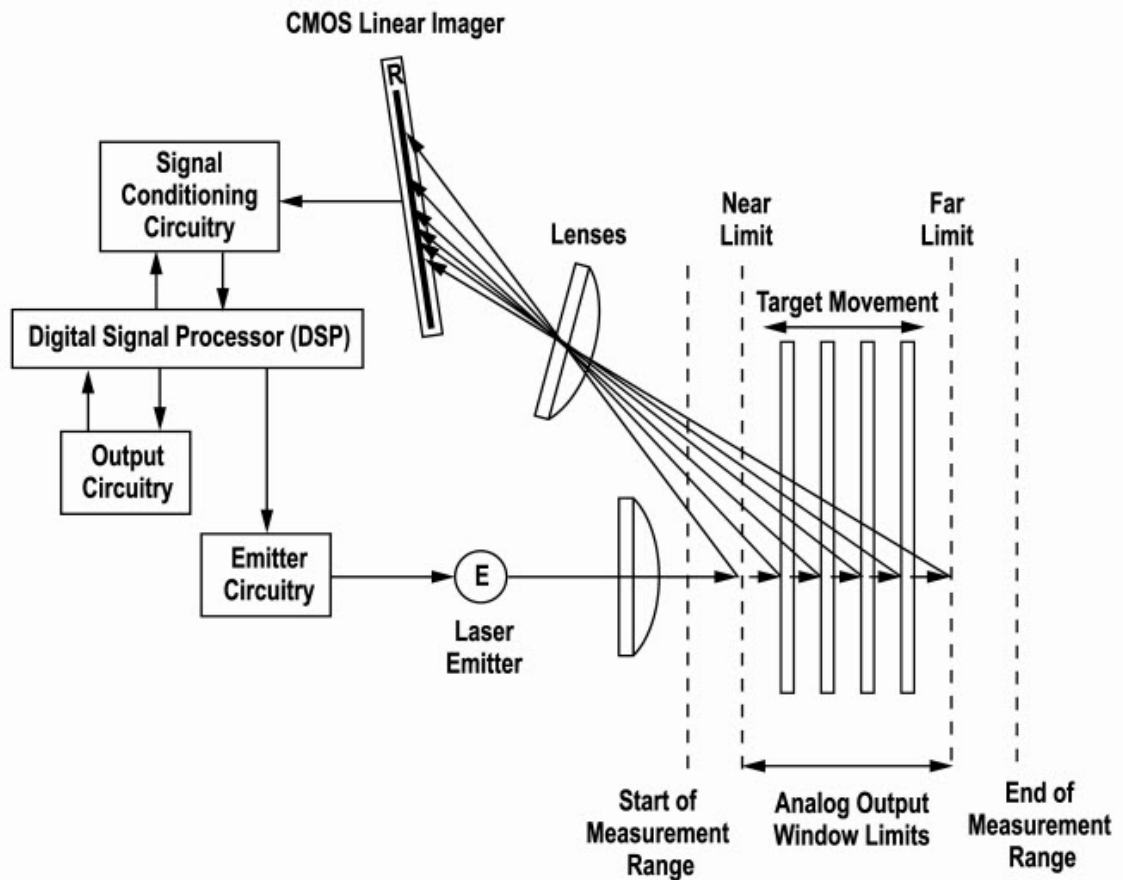 CMOS Linear Imager
R
Signal
Conditioning
Circuitry
Near
Limit
Far
Limit
Lenses
Target Movement
Digital Signal Processor (DSP)
Output
Circuitry
Emitter
Circuitry
E
Laser
Emitter
Start of
Measurement
Range
Analog Output
Window Limits
End of
Measurement
Range